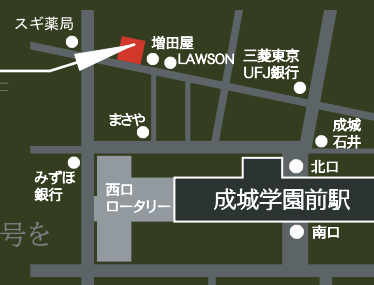 スギ薬局
増田屋
LAWSON
三菱東京
UFJ銀行
まさや
成城
石井
みずほ
銀行
西口
ロータリー
北口
成城学園前駅
号を
南口